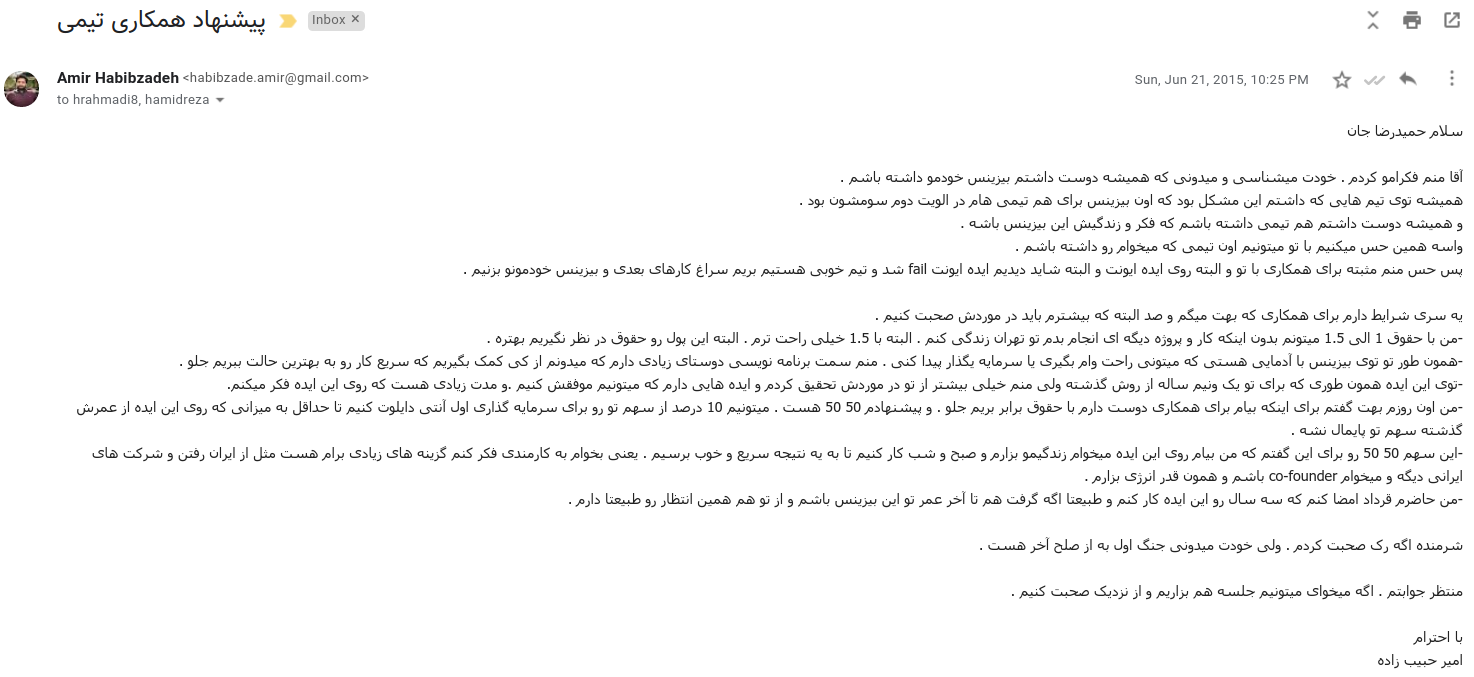 پیشنهاد همکاری تیمی
Inbox ×
Amir Habibzadeh <habibzade.amir@gmail.com>
Sun, Jun 21, 2015, 10:25 PM
to hrahmadi8, hamidreza
سلام حمیدرضا جان
آقا منم فکرامو کردم . خودت میشناسی و میدونی که همیشه دوست داشتم بیزینس خودمو داشته باشم .
همیشه توی تیم هایی که داشتم این مشکل بود که اون بیزینس برای هم تیمی هام در الویت دوم سومشون بود .
و همیشه دوست داشتم هم تیمی داشته باشم که فکر و زندگیش این بیزینس باشه .
واسه همین حس میکنیم با تو میتونیم اون تیمی که میخوام رو داشته باشم .
پس حس منم مثبته برای همکاری با تو و البته روی ایده ایونت و البته شاید دیدیم ایده ایونت fail شد و تیم خوبی هستیم بریم سراغ کارهای بعدی و بیزینس خودمونو بزنیم .
یه سری شرایط دارم برای همکاری که بهت میگم و صد البته که بیشترم باید در موردش صحبت کنیم .
-من با حقوق 1 الی 1.5 میتونم بدون اینکه کار و پروژه دیگه ای انجام بدم تو تهران زندگی کنم . البته با 1.5 خیلی راحت ترم . البته این پول رو حقوق در نظر نگیریم بهتره .
-همون طور تو توی بیزینس با آدمایی هستی که میتونی راحت وام بگیری یا سرمایه یگذار پیدا کنی . منم سمت برنامه نویسی دوستای زیادی دارم که میدونم از کی کمک بگیریم که سریع کار رو به بهترین حالت ببریم جلو .
-توی این ایده همون طوری که برای تو یک ونیم ساله از روش گذشته ولی منم خیلی بیشتر از تو در موردش تحقیق کردم و ایده هایی دارم که میتونیم موفقش کنیم .و مدت زیادی هست که روی این ایده فکر میکنم.
-من اون روزم بهت گفتم برای اینکه بیام برای همکاری دوست دارم با حقوق برابر بریم جلو . و پیشنهادم 50 50 هست . میتونیم 10 درصد از سهم تو رو برای سرمایه گذاری اول آنتی دایلوت کنیم تا حداقل به میزانی که روی این ایده از عمرش
گذشته سهم تو پایمال نشه .
-این سهم 50 50 رو برای این گفتم که من بیام روی این ایده میخوام زندگیمو بزارم و صبح و شب کار کنیم تا به یه نتیجه سریع و خوب برسیم . یعنی بخوام به کارمندی فکر کنم گزینه های زیادی برام هست مثل از ایران رفتن و شرکت های
ایرانی دیگه و میخوام co-founder باشم و همون قدر انرژی بزارم .
-من حاضرم قرداد امضا کنم که سه سال رو این ایده کار کنم و طبیعتا اگه گرفت هم تا آخر عمر تو این بیزینس باشم و از تو هم همین انتظار رو طبیعتا دارم .
شرمنده اگه رک صحبت کردم . ولی خودت میدونی جنگ اول به از صلح آخر هست .
منتظر جوابتم . اگه میخوای میتونیم جلسه هم بزاریم و از نزدیک صحبت کنیم .
با احترام
امیر حبیب زاده